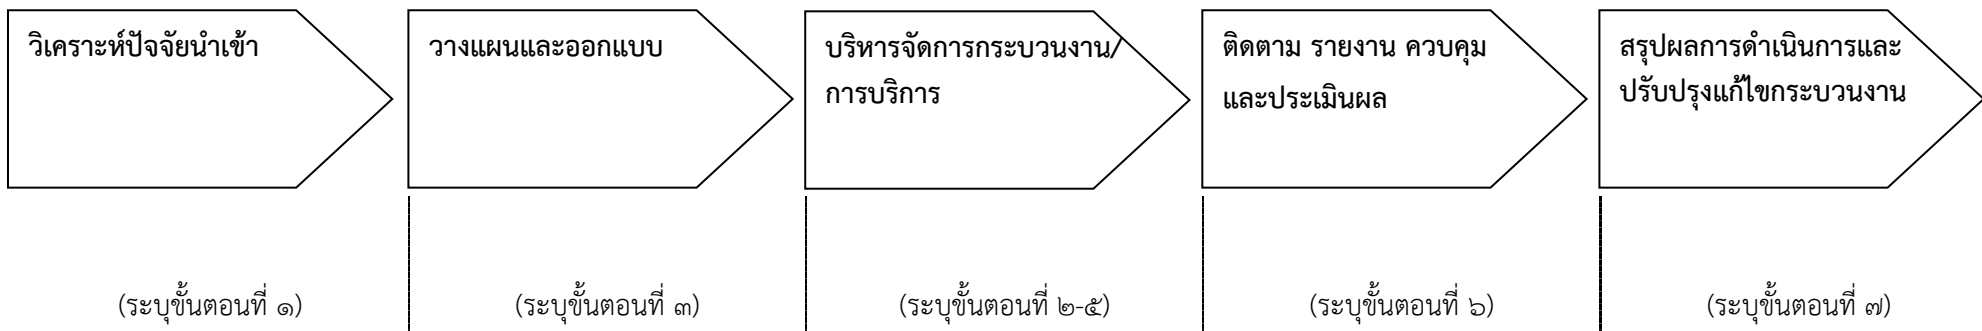 วิเคราะห์ปัจจัยนำเข้า
วางแผนและออกแบบ
บริหารจัดการกระบวนงาน/
การบริการ
ติดตาม รายงาน ควบคุม
และประเมินผล
สรุปผลการดำเนินการและ
ปรับปรุงแก้ไขกระบวนงาน
(ระบุขั้นตอนที่ ๑)
(ระบุขั้นตอนที่ ๓)
(ระบุขั้นตอนที่ ๒-๕)
(ระบุขั้นตอนที่ ๖)
(ระบุขั้นตอนที่ ๗)